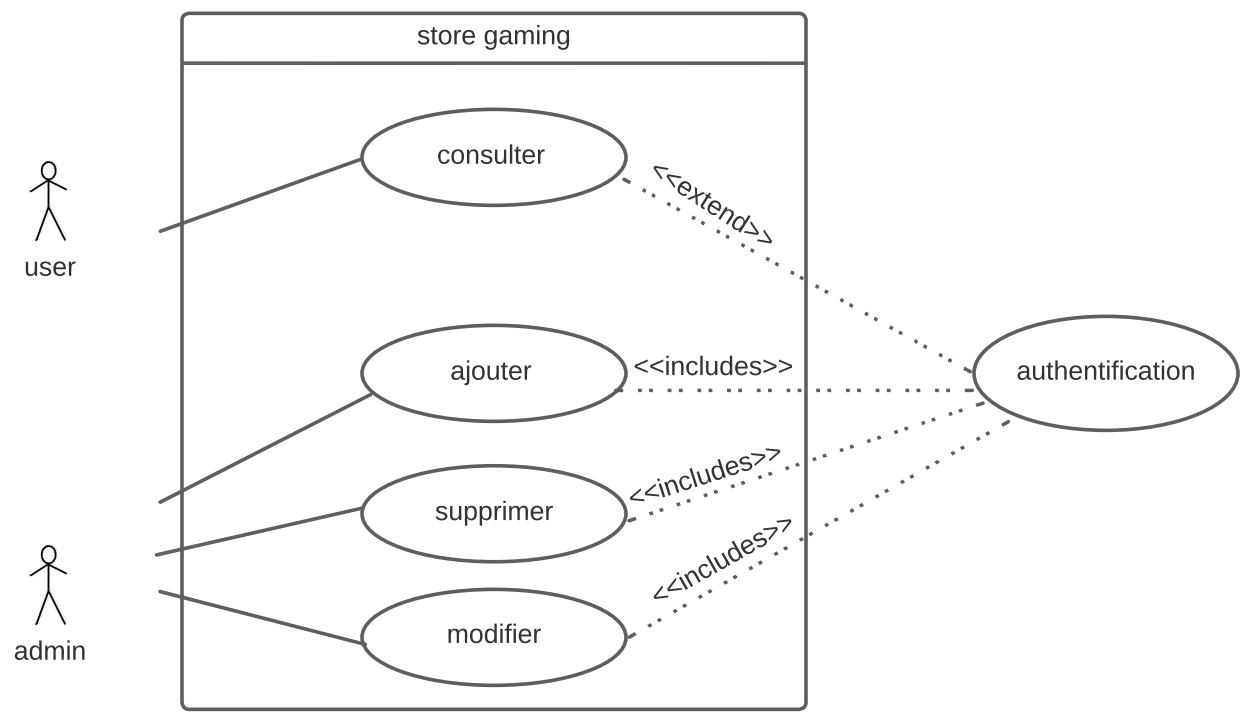 store gaming
consulter
<<extend>>
user
ajouter
<<includes>>
authentification
<<includes>>
supprimer
<<includes>>
modifier
admin